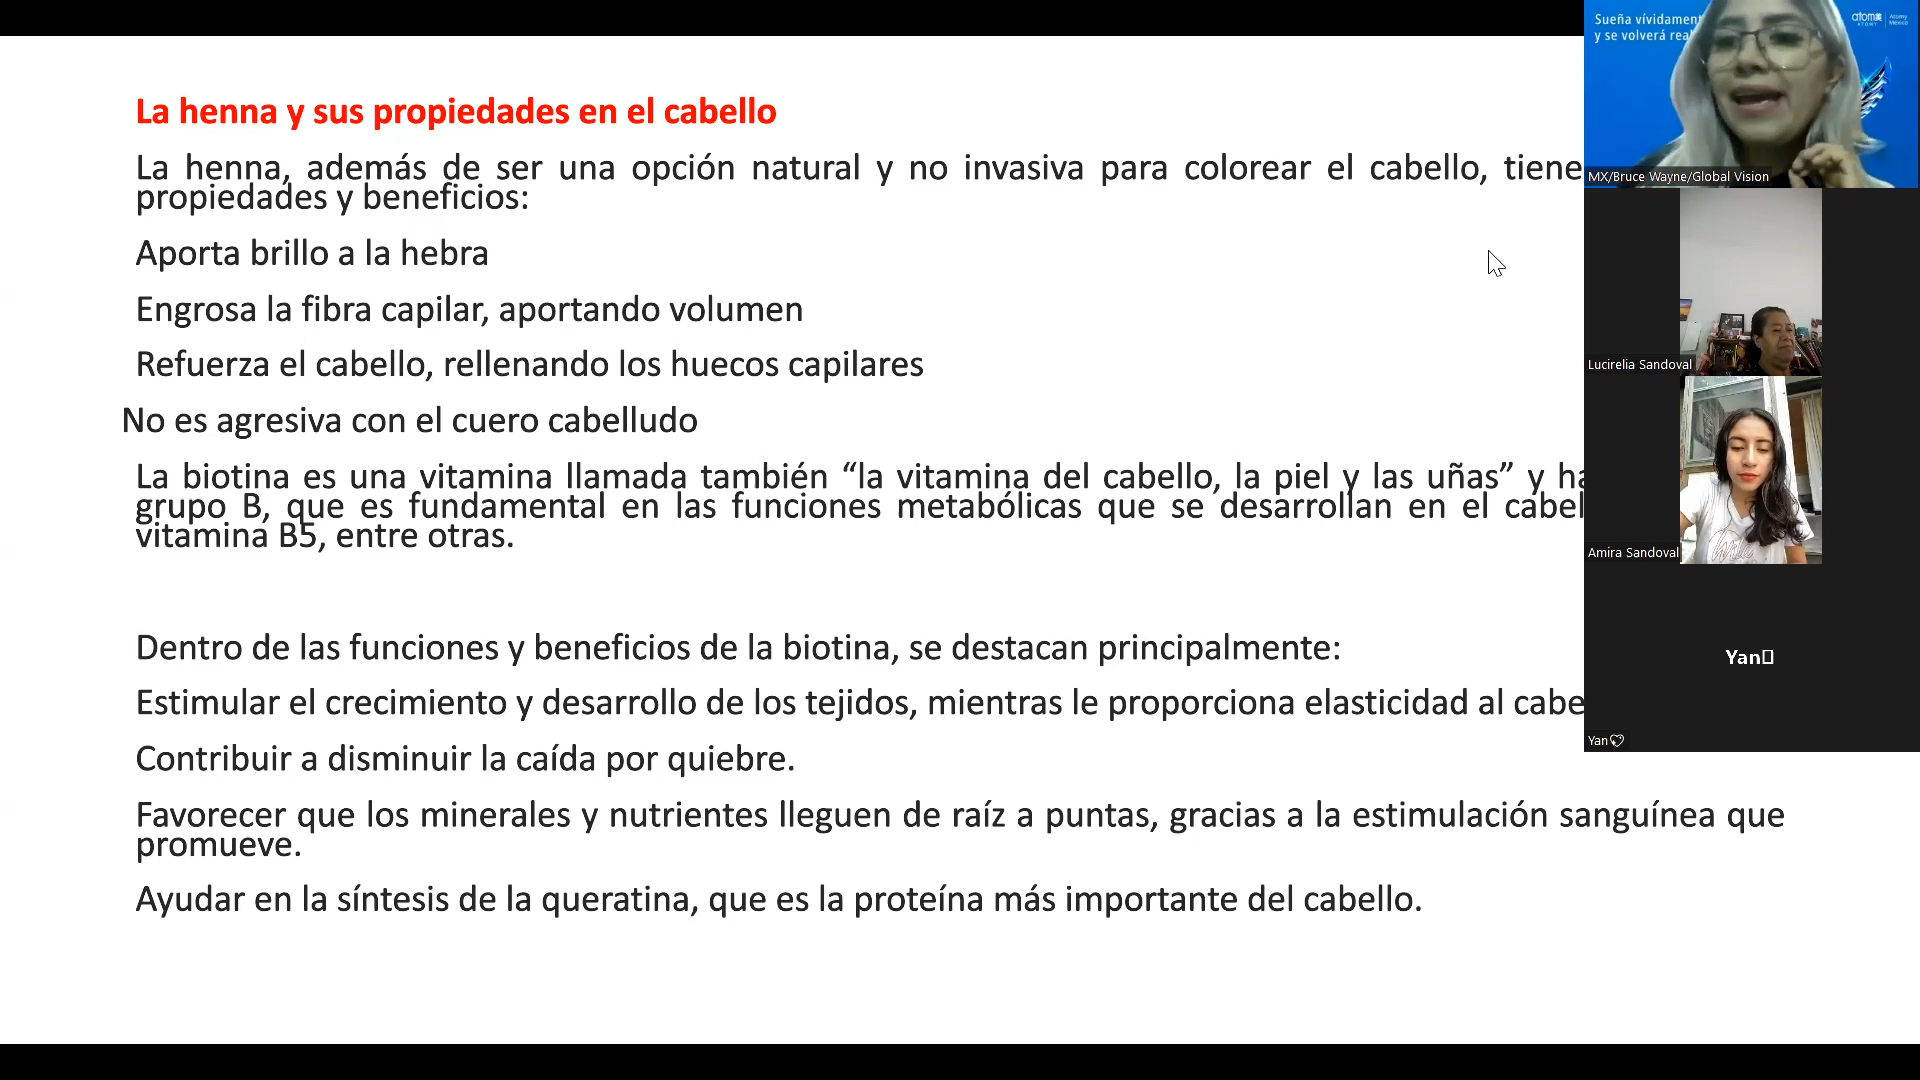 La henna y sus propiedades en el cabello
La henna, además de ser una opción natural y no invasiva para colorear el cabello, tiene
propiedades y beneficios:
Aporta brillo a la hebra
Engrosa la fibra capilar, aportando volumen
Refuerza el cabello, rellenando los huecos capilares
No es agresiva con el cuero cabelludo
La biotina es una vitamina llamada también “la vitamina del cabello, la piel y las uñas” y
grupo B, que es fundamental en las funciones metabólicas que se desarrollan en el
vitamina B5, entre otras.
Dentro de las funciones y beneficios de la biotina, se destacan principalmente:
Estimular el crecimiento y desarrollo de los tejidos, mientras le proporciona elasticidad al
Contribuir a disminuir la caída por quiebre.
Favorecer que los minerales y nutrientes lleguen de raíz a puntas, gracias a la estimulación sanguínea que
promueve.
Ayudar en la síntesis de la queratina, que es la proteína más importante del cabello.
Sueña vívidament
y se volverá real
atomy
ATOMY
Atomy
México
MX/Bruce Wayne/Global Vision
Lucirelia Sandoval
Amira Sandoval
Yan
Yan